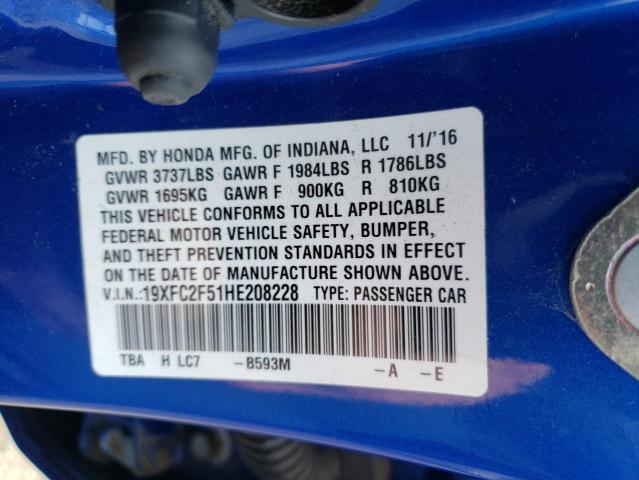 MFD. BY HONDA MFG. OF INDIANA, LLC 11/'16
GVWR 3737LBS GAWR F 1984LBS R 1786LBS
GVWR 1695KG GAWR F 900KG R 810KG
THIS VEHICLE CONFORMS TO ALL APPLICABLE
FEDERAL MOTOR VEHICLE SAFETY, BUMPER,
AND THEFT PREVENTION STANDARDS IN EFFECT
ON THE DATE OF MANUFACTURE SHOWN ABOVE.
V.I.N.:19XFC2F51HE208228 TYPE: PASSENGER CAR
TBA H LC7 -B593M -A -E